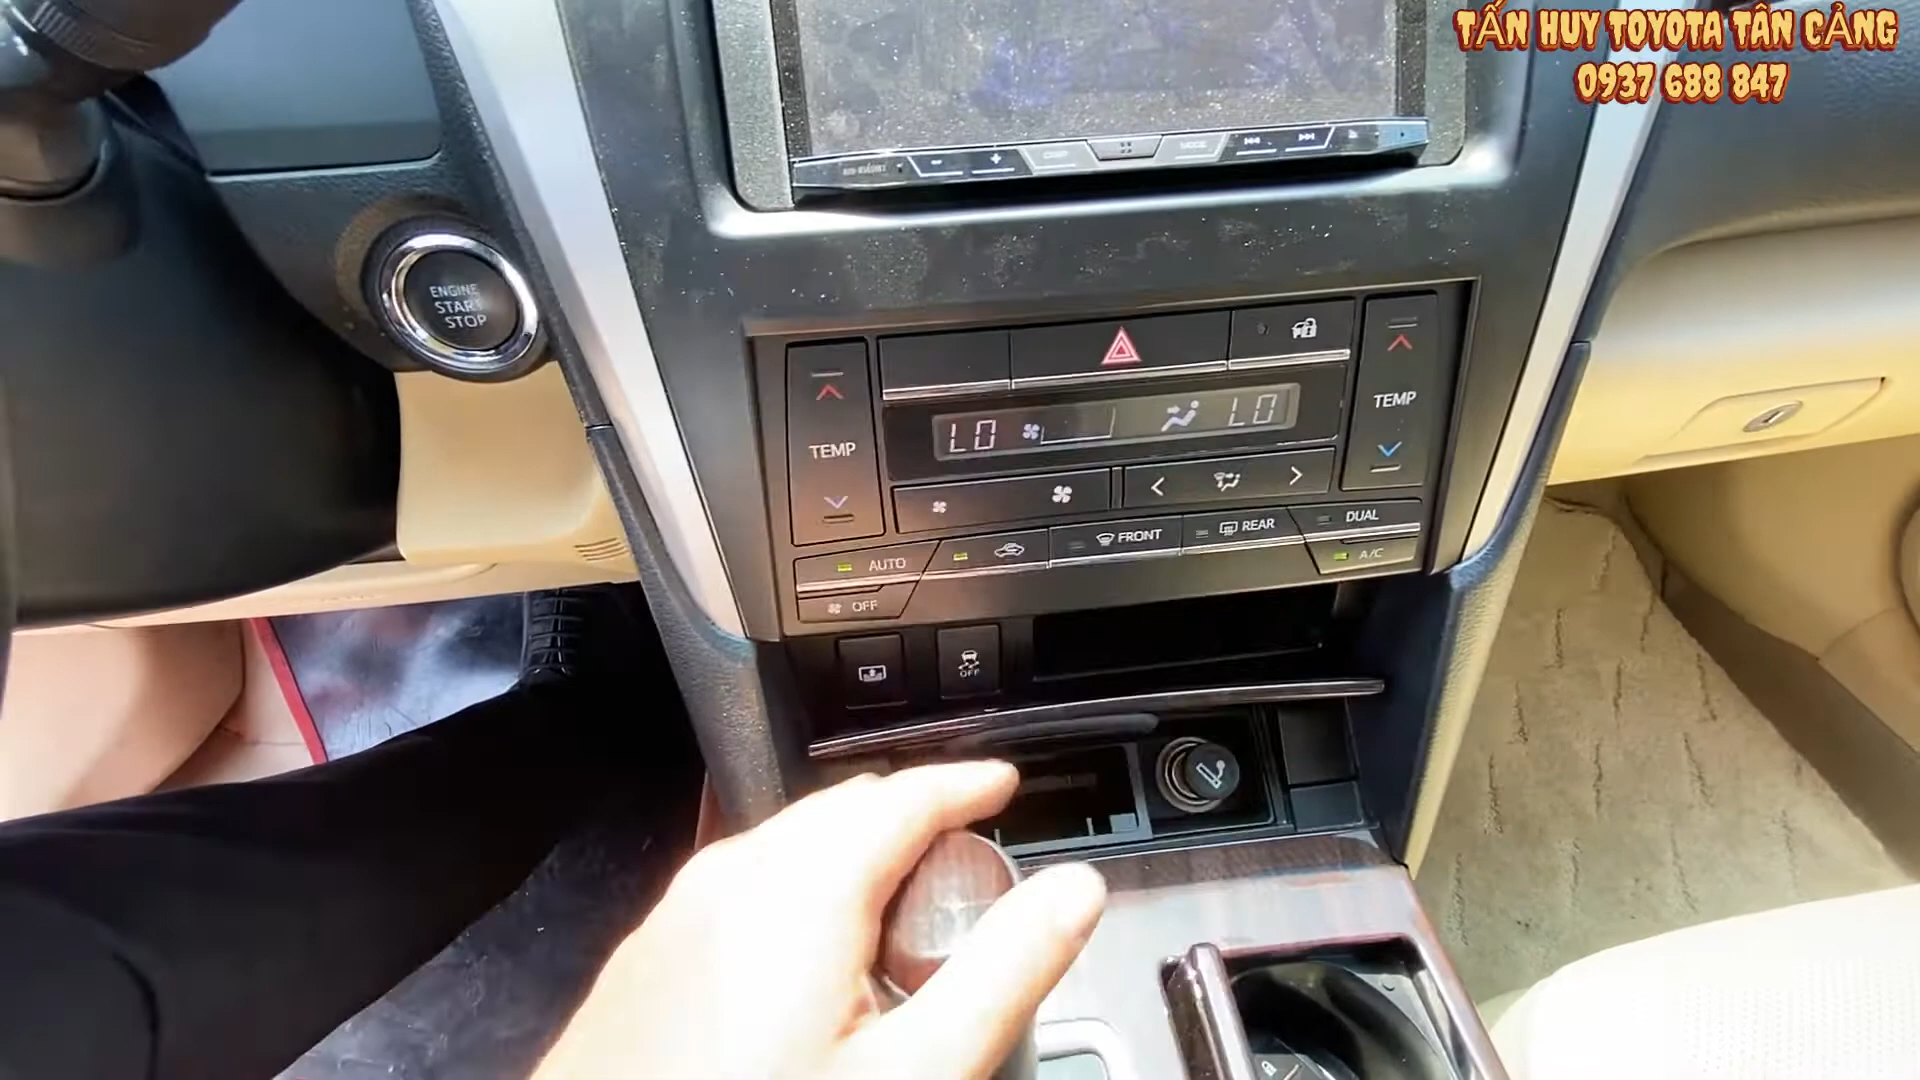 TẤN HUY TOYOTA TÂN CẢNG
0937 688 847
MODE
ENGINE
START
STOP
TEMP
TEMP
LO LO
AUTO
FRONT
REAR
DUAL
A/C
OFF
OFF